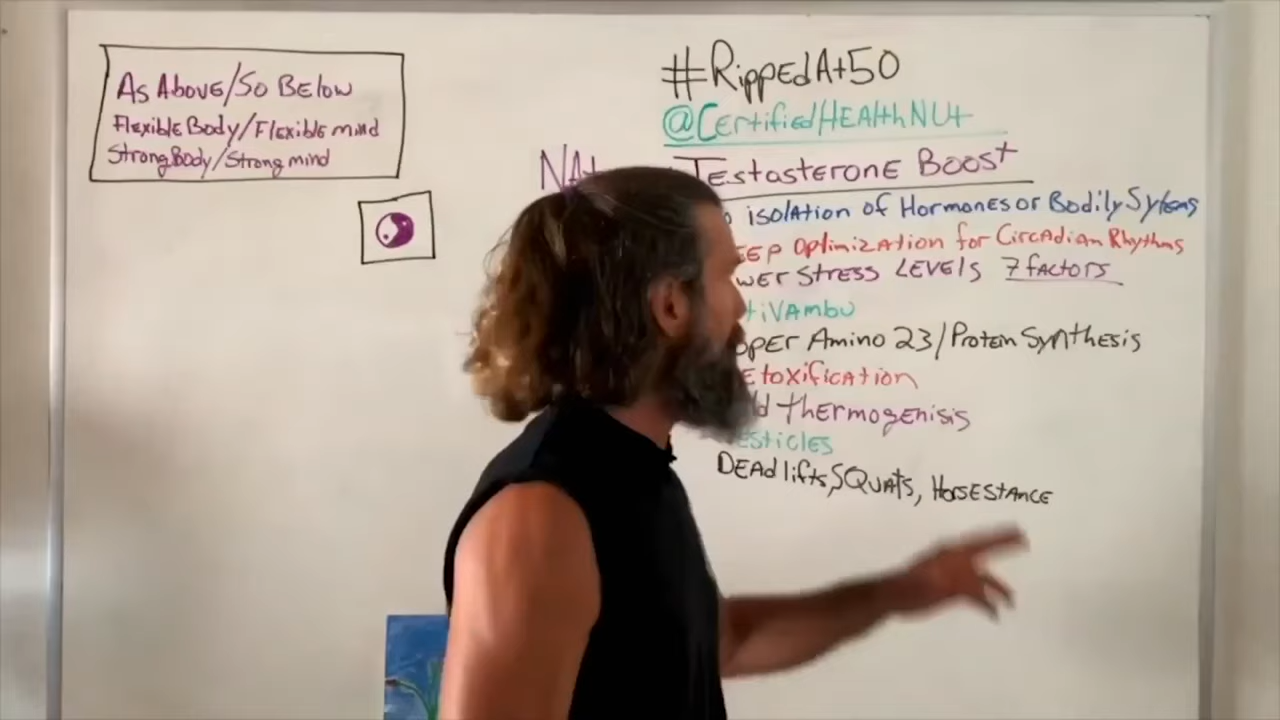 As Above/So Below
Flexible Body/Flexible mind
Strong Body/Strong mind
#RippedAt50
@CertifiedHealthNut
Testasterone Boost
isolation of Hormones or Bodily Sytems
Optimization for Circadian Rhythms
Stress Levels 7 factors
Amino 23/Protein Synthesis
thermogenisis
Deadlifts, Squats, Horsestance